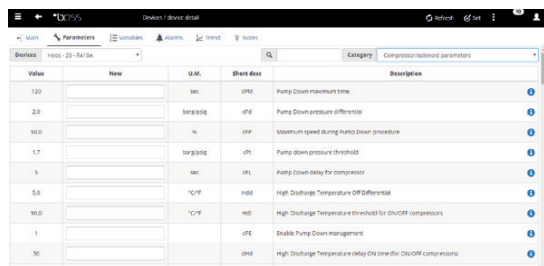 boss Devices / device detail Refresh Set 10
Main Parameters Variables Alarms Trend Notes
Devices Hdos - 20 - R410A Category Compressor/solenoid parameters
Value New U.M. Short desc Description
120 sec cPM Pump Down maximum time
2.0 barg|psig cPd Pump Down pressure differential
50.0 % cPP Maximum speed during Pump Down procedure
1.7 barg|psig cPt Pump down pressure threshold
5 sec cFL Pump Down delay for compressor
5.0 °C/°F Hdd High Discharge Temperature Off Differential
90.0 °C/°F Hdt High Discharge Temperature threshold for ON/OFF compressors
1 cPE Enable Pump Down management
30 cHd High Discharge Temperature delay ON time (for ON/OFF compressors)